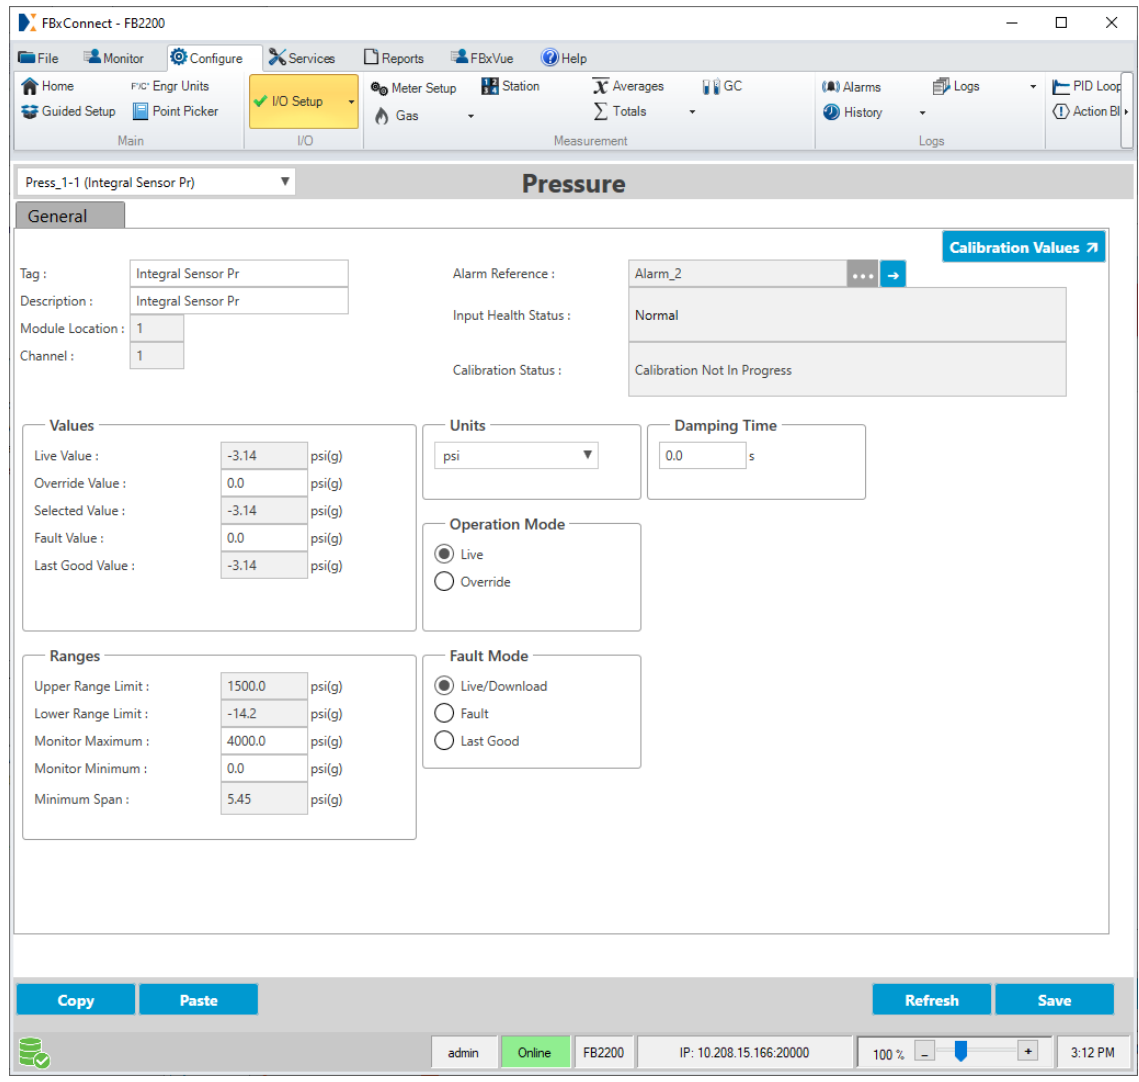 FBxConnect - FB2200
File Monitor Configure Services Reports FBxVue Help
Home Engr Units I/O Setup Meter Setup Station Averages GC Alarms Logs PID Loop
Guided Setup Point Picker Gas Totals History Action Bl
Main I/O Measurement Logs
Press_1-1 (Integral Sensor Pr) Pressure
General
Calibration Values
Tag : Integral Sensor Pr Alarm Reference : Alarm_2
Description : Integral Sensor Pr Input Health Status : Normal
Module Location : 1
Channel : 1 Calibration Status : Calibration Not In Progress
Values
Live Value : -3.14 psi(g)
Override Value : 0.0 psi(g)
Selected Value : -3.14 psi(g)
Fault Value : 0.0 psi(g)
Last Good Value : -3.14 psi(g)
Units
psi
Damping Time
0.0 s
Operation Mode
Live
Override
Ranges
Upper Range Limit : 1500.0 psi(g)
Lower Range Limit : -14.2 psi(g)
Monitor Maximum : 4000.0 psi(g)
Monitor Minimum : 0.0 psi(g)
Minimum Span : 5.45 psi(g)
Fault Mode
Live/Download
Fault
Last Good
Copy Paste Refresh Save
admin Online FB2200 IP: 10.208.15.166:20000 100 % - + 3:12 PM